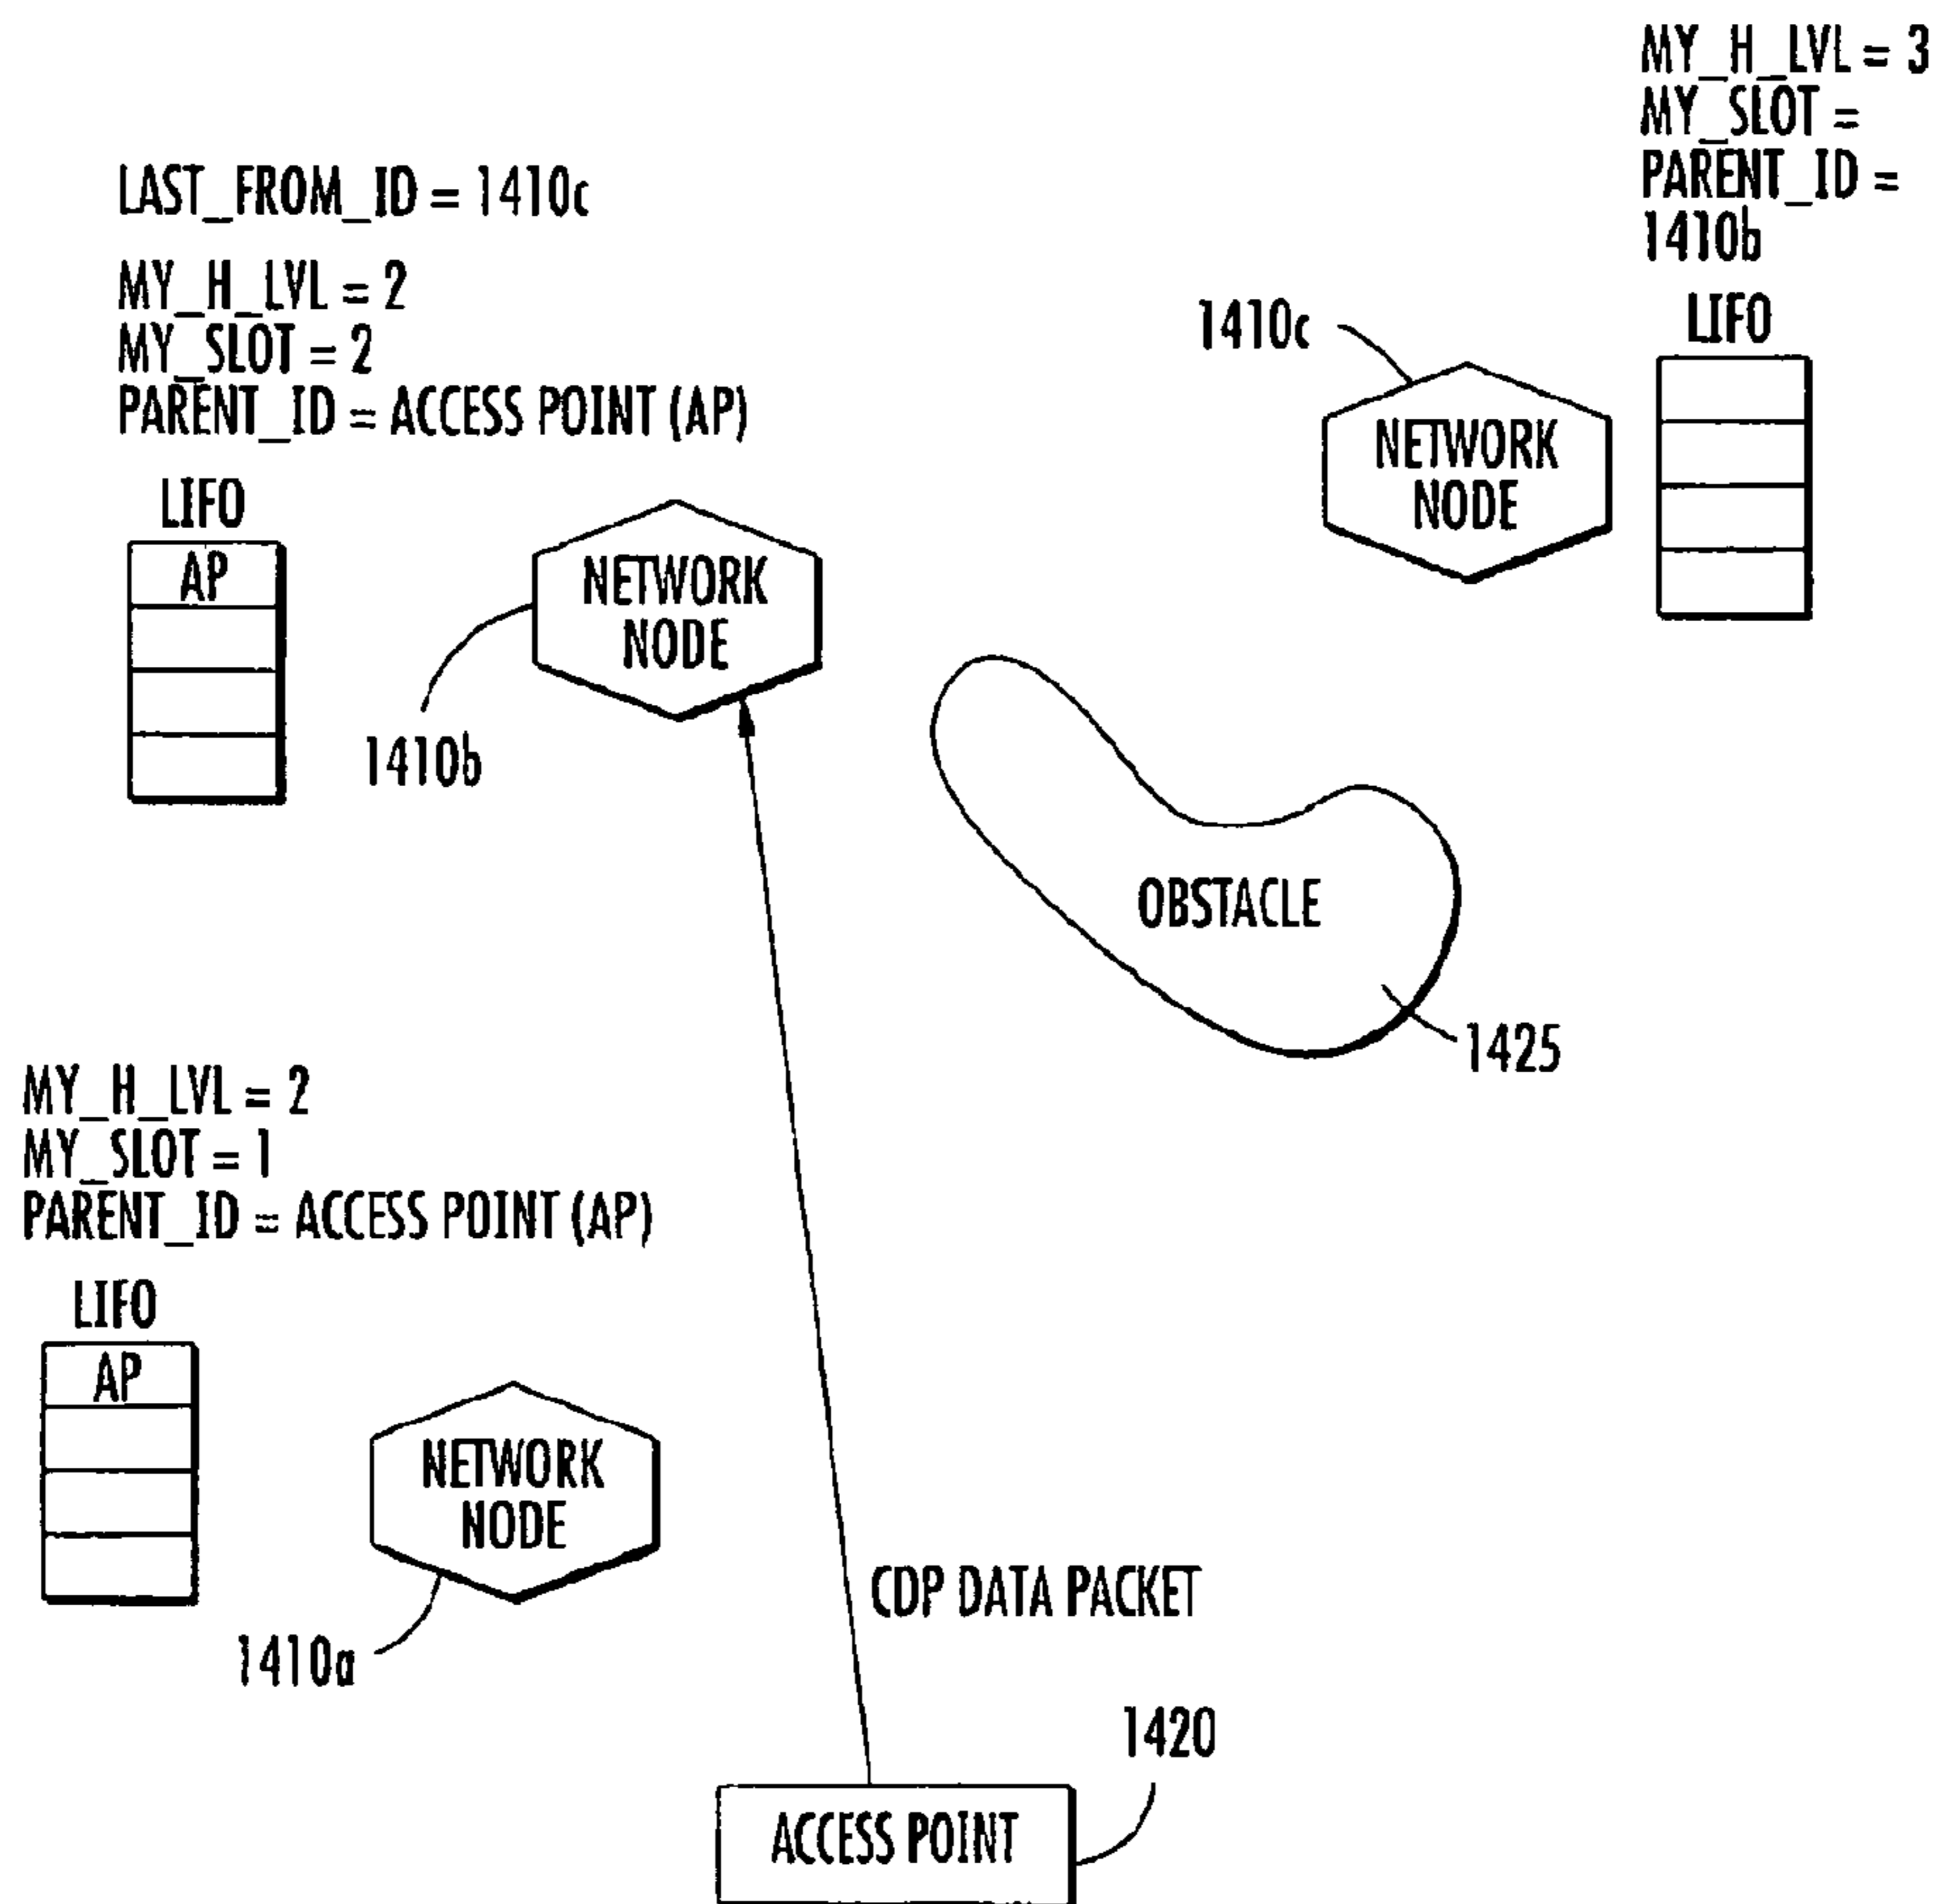 MY_H_LVL = 3
MY_SLOT =
PARENT_ID =
1410b
LIFO
1410c
NETWORK
NODE
LAST_FROM_ID = 1410c
MY_H_LVL = 2
MY_SLOT = 2
PARENT_ID = ACCESS POINT (AP)
LIFO
AP
NETWORK
NODE
1410b
OBSTACLE
1425
MY_H_LVL = 2
MY_SLOT = 1
PARENT_ID = ACCESS POINT (AP)
LIFO
AP
NETWORK
NODE
1410a
CDP DATA PACKET
1420
ACCESS POINT